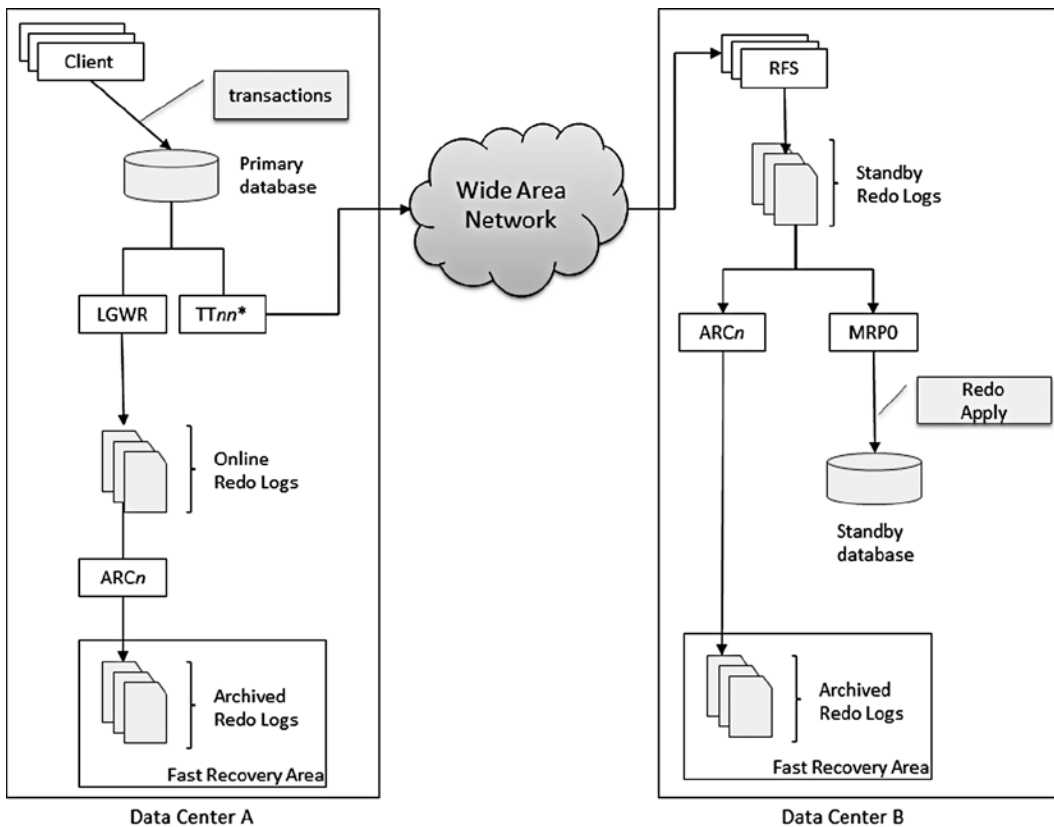 Client
transactions
Primary
database
LGWR
TTnn*
Online
Redo Logs
ARCn
Archived
Redo Logs
Fast Recovery Area
Data Center A
Wide Area
Network
RFS
Standby
Redo Logs
ARCn
MRP0
Redo
Apply
Standby
database
Archived
Redo Logs
Fast Recovery Area
Data Center B